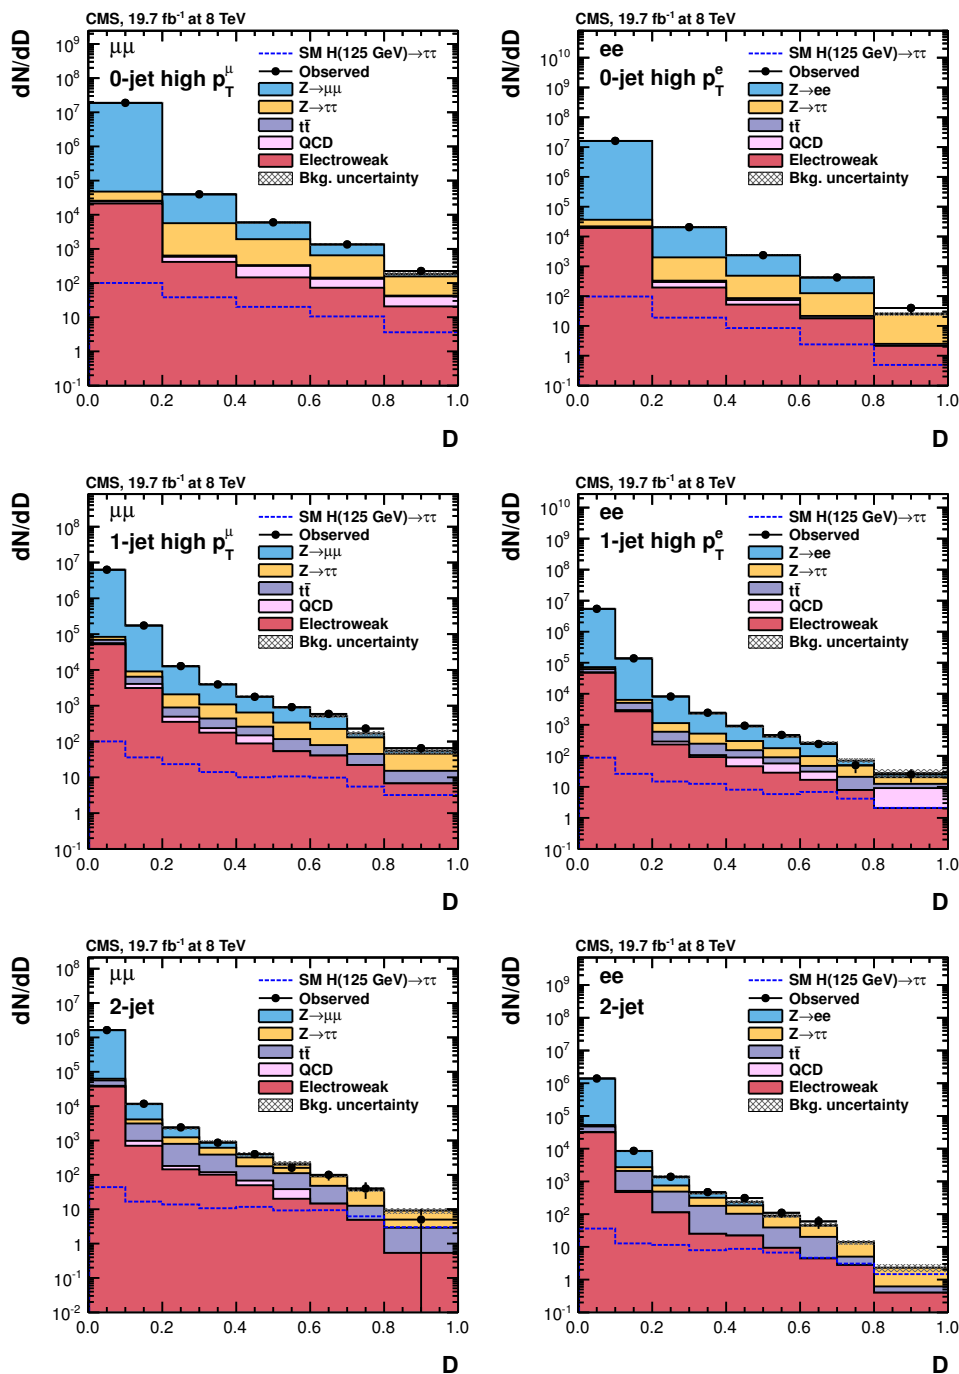 CMS, 19.7 fb⁻¹ at 8 TeV
dN/dD
μμ
0-jet high p_T^μ
SM H(125 GeV)→ττ
Observed
Z→μμ
Z→ττ
tt̄
QCD
Electroweak
Bkg. uncertainty
10⁹
10⁸
10⁷
10⁶
10⁵
10⁴
10³
10²
10
1
10⁻¹
0.0 0.2 0.4 0.6 0.8 1.0
D
CMS, 19.7 fb⁻¹ at 8 TeV
dN/dD
ee
0-jet high p_T^e
SM H(125 GeV)→ττ
Observed
Z→ee
Z→ττ
tt̄
QCD
Electroweak
Bkg. uncertainty
10¹⁰
10⁹
10⁸
10⁷
10⁶
10⁵
10⁴
10³
10²
10
1
10⁻¹
0.0 0.2 0.4 0.6 0.8 1.0
D
CMS, 19.7 fb⁻¹ at 8 TeV
dN/dD
μμ
1-jet high p_T^μ
SM H(125 GeV)→ττ
Observed
Z→μμ
Z→ττ
tt̄
QCD
Electroweak
Bkg. uncertainty
10⁸
10⁷
10⁶
10⁵
10⁴
10³
10²
10
1
10⁻¹
0.0 0.2 0.4 0.6 0.8 1.0
D
CMS, 19.7 fb⁻¹ at 8 TeV
dN/dD
ee
1-jet high p_T^e
SM H(125 GeV)→ττ
Observed
Z→ee
Z→ττ
tt̄
QCD
Electroweak
Bkg. uncertainty
10¹⁰
10⁹
10⁸
10⁷
10⁶
10⁵
10⁴
10³
10²
10
1
10⁻¹
0.0 0.2 0.4 0.6 0.8 1.0
D
CMS, 19.7 fb⁻¹ at 8 TeV
dN/dD
μμ
2-jet
SM H(125 GeV)→ττ
Observed
Z→μμ
Z→ττ
tt̄
QCD
Electroweak
Bkg. uncertainty
10⁸
10⁷
10⁶
10⁵
10⁴
10³
10²
10
1
10⁻¹
10⁻²
0.0 0.2 0.4 0.6 0.8 1.0
D
CMS, 19.7 fb⁻¹ at 8 TeV
dN/dD
ee
2-jet
SM H(125 GeV)→ττ
Observed
Z→ee
Z→ττ
tt̄
QCD
Electroweak
Bkg. uncertainty
10⁹
10⁸
10⁷
10⁶
10⁵
10⁴
10³
10²
10
1
10⁻¹
0.0 0.2 0.4 0.6 0.8 1.0
D